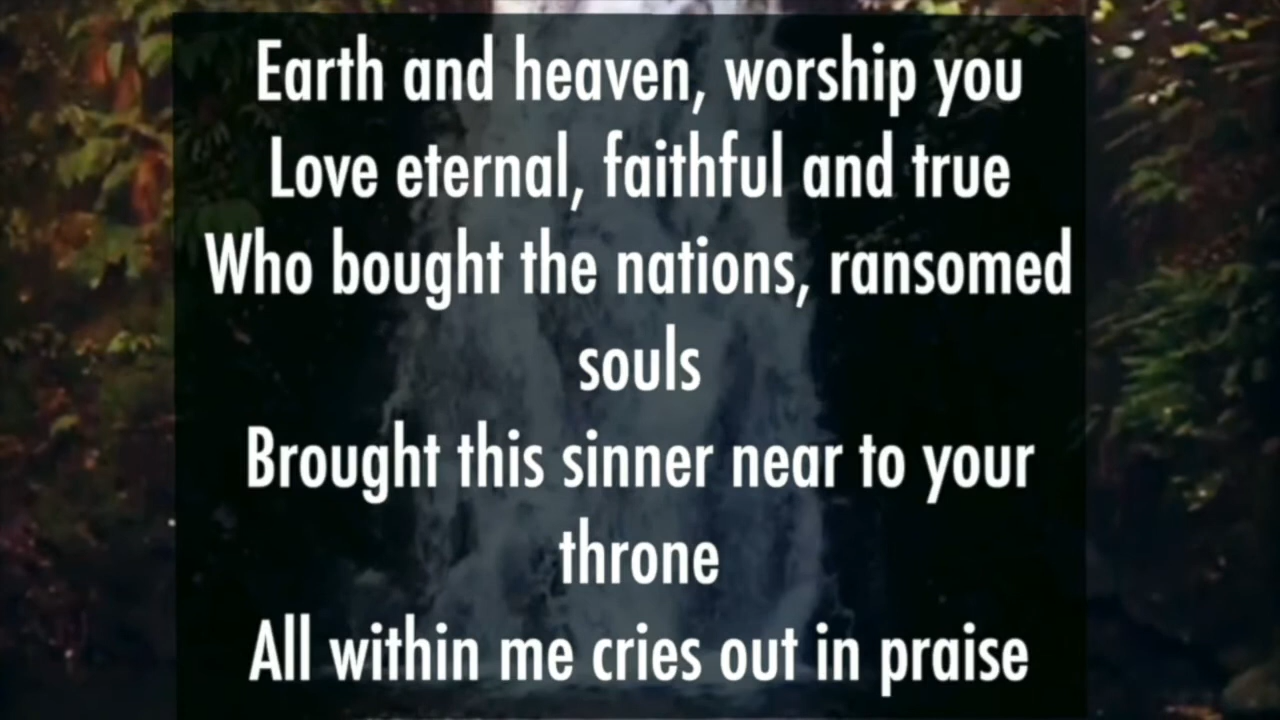 Earth and heaven, worship you
Love eternal, faithful and true
Who bought the nations, ransomed
souls
Brought this sinner near to your
throne
All within me cries out in praise